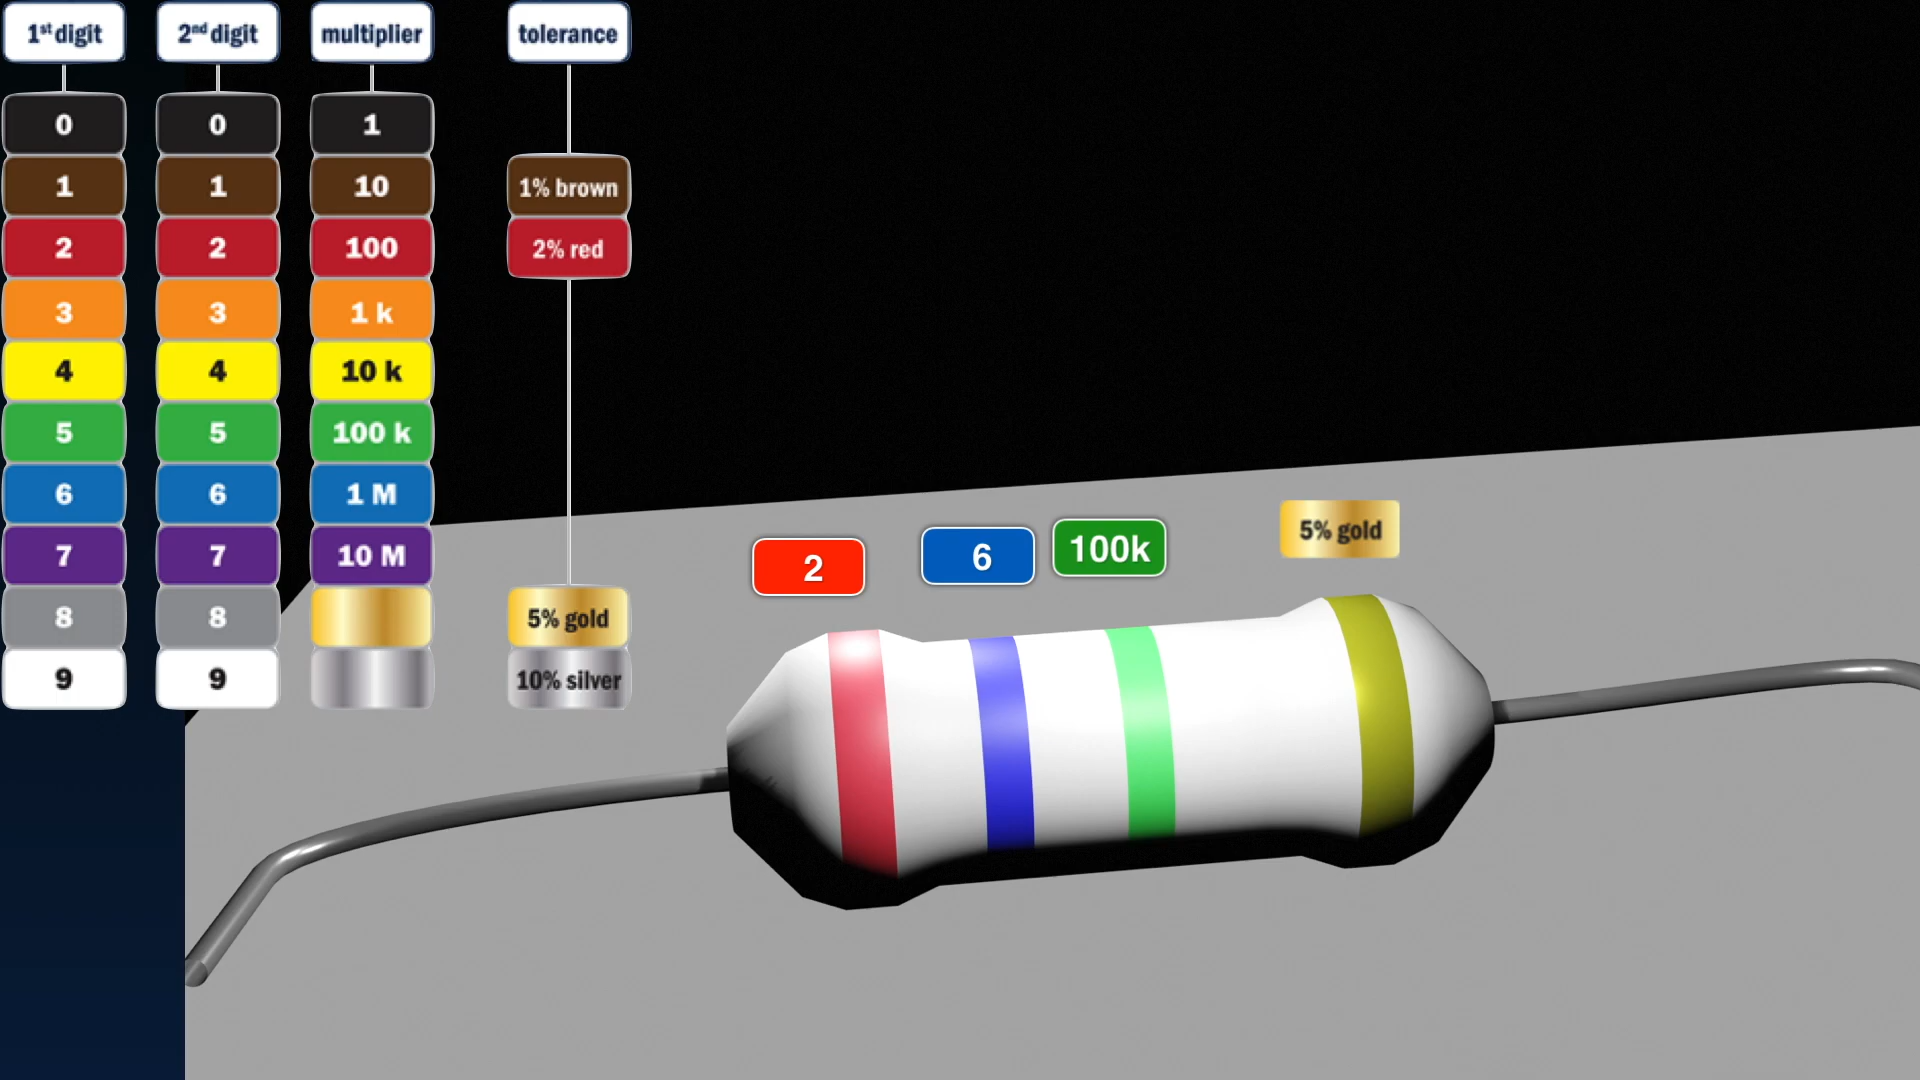 1st digit 2nd digit multiplier tolerance
0 0 1
1 1 10 1% brown
2 2 100 2% red
3 3 1 k
4 4 10 k
5 5 100 k
6 6 1 M
7 7 10 M
8 8 5% gold
9 9 10% silver
2 6 100k 5% gold